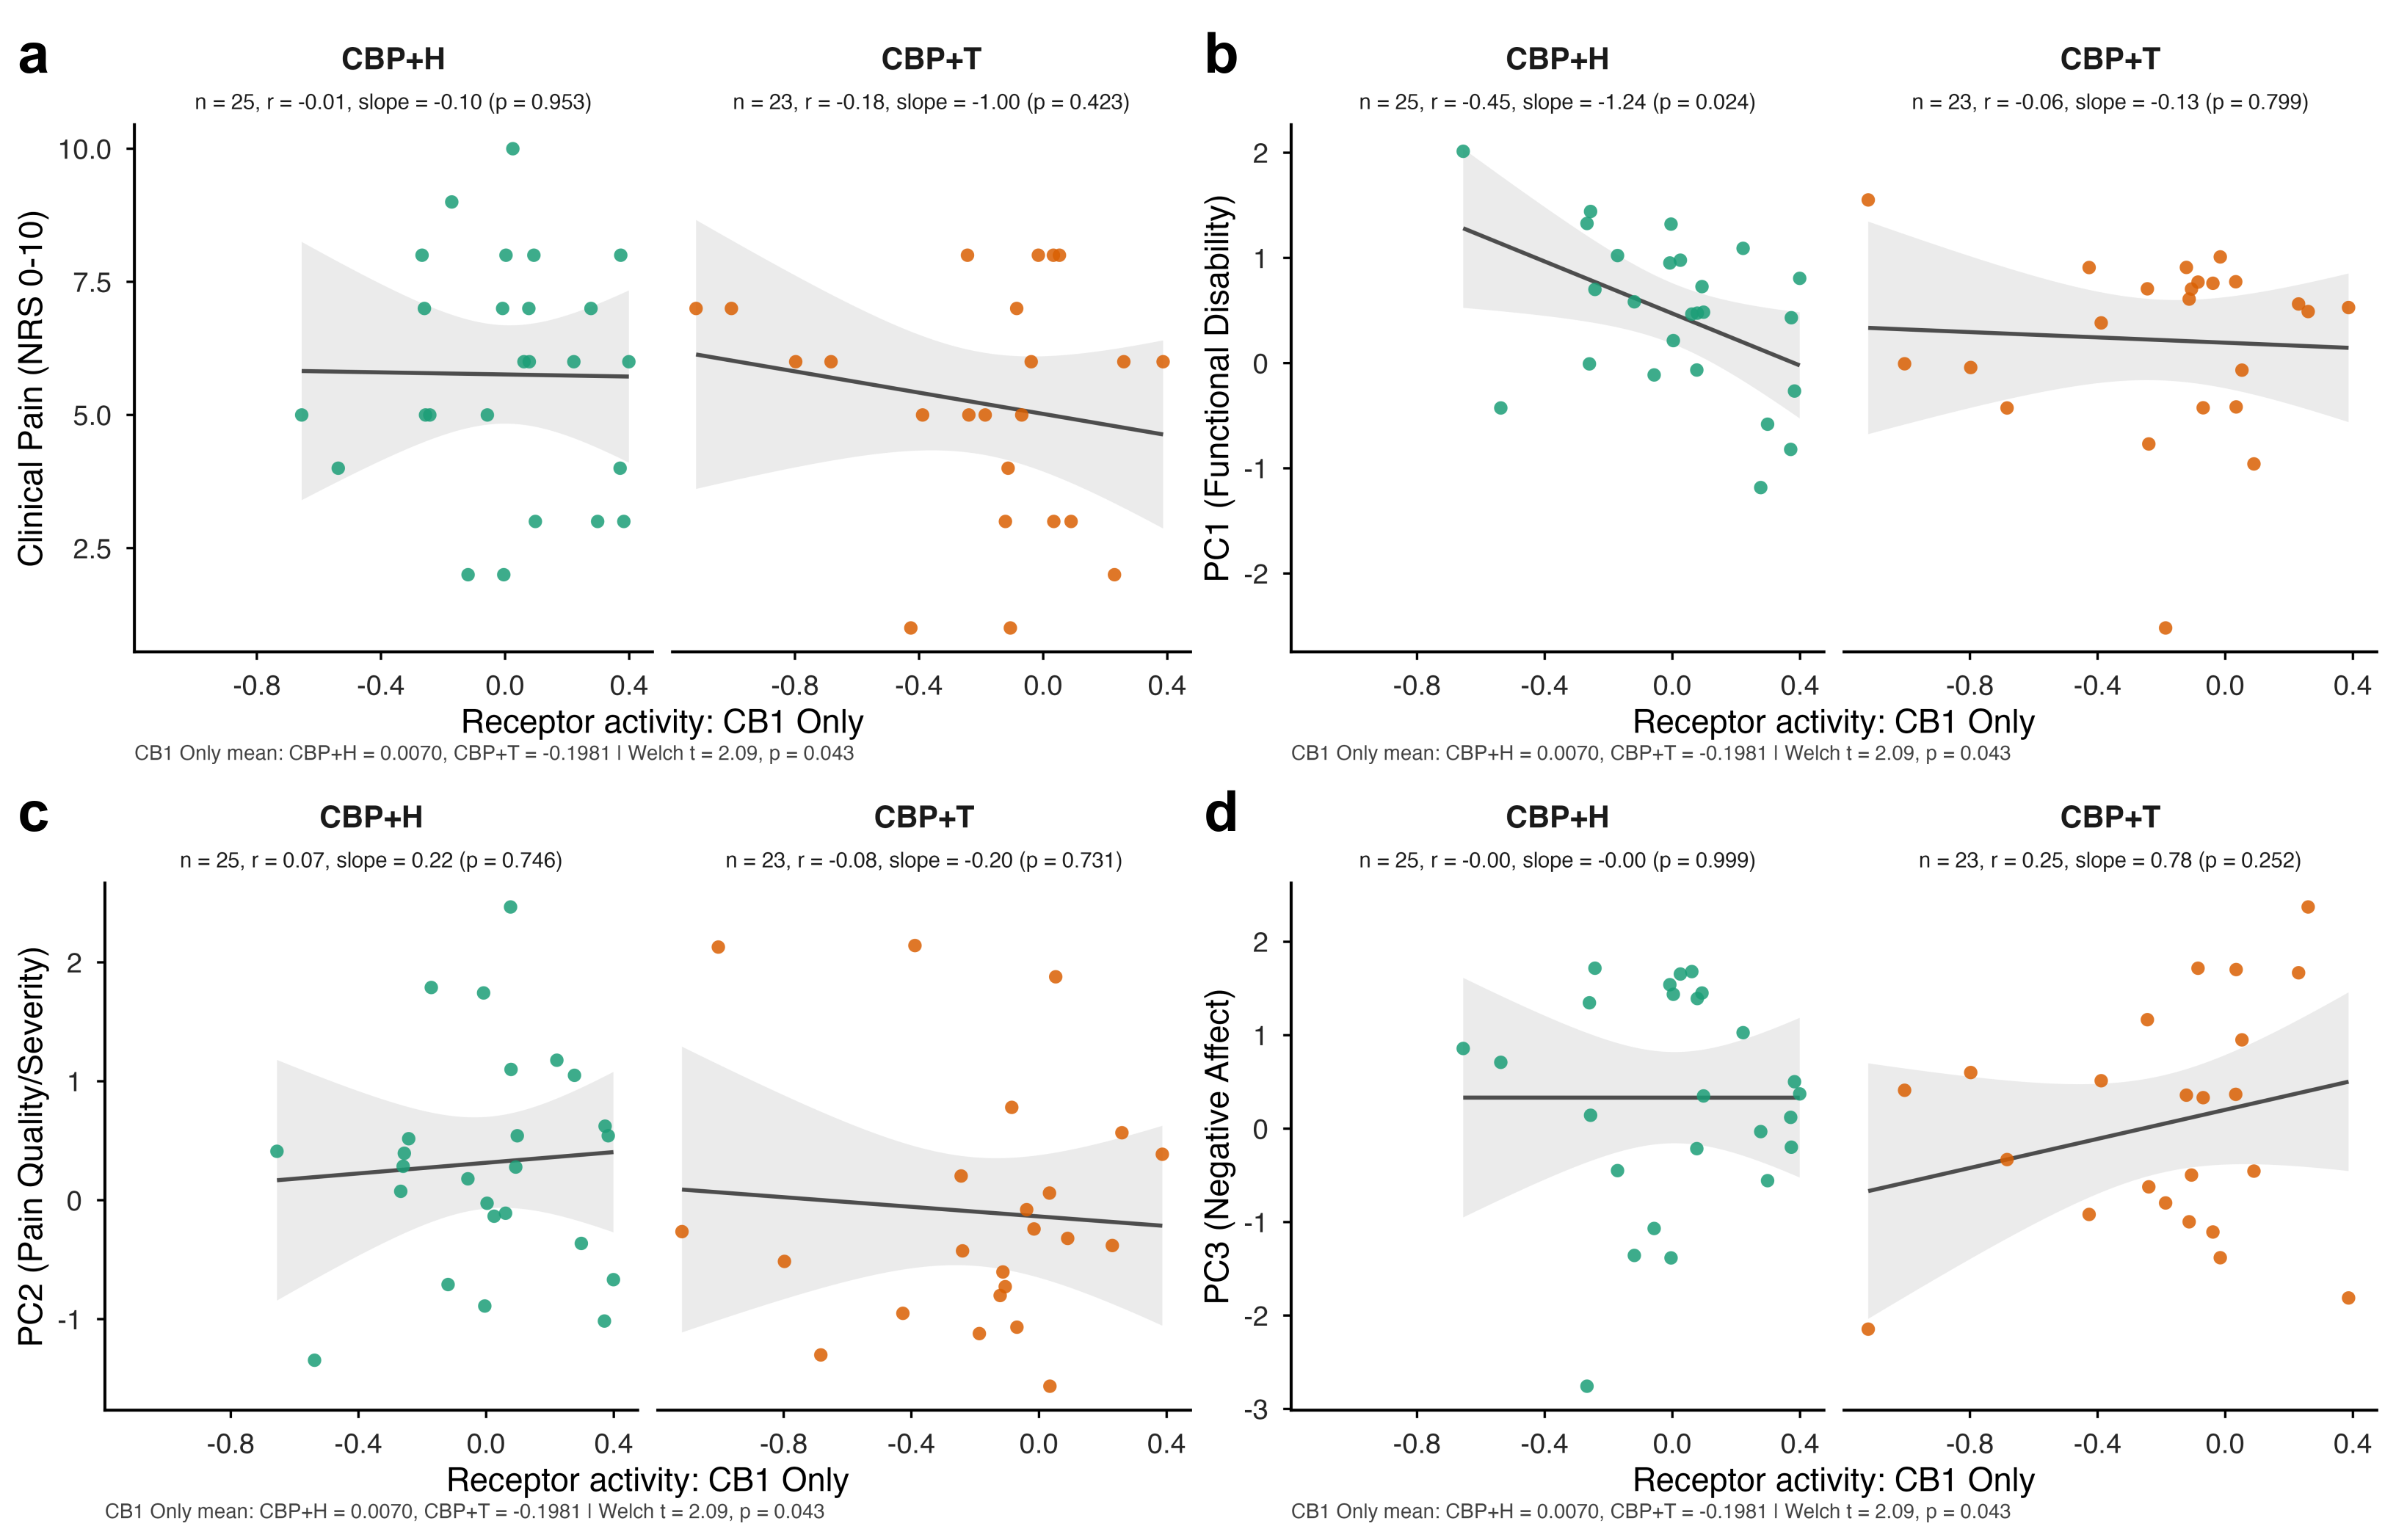 a
CBP+H
CBP+T
n = 25, r = -0.01, slope = -0.10 (p = 0.953)
n = 23, r = -0.18, slope = -1.00 (p = 0.423)
Clinical Pain (NRS 0-10)
10.0
7.5
5.0
2.5
-0.8
-0.4
0.0
0.4
-0.8
-0.4
0.0
0.4
Receptor activity: CB1 Only
CB1 Only mean: CBP+H = 0.0070, CBP+T = -0.1981 | Welch t = 2.09, p = 0.043
b
CBP+H
CBP+T
n = 25, r = -0.45, slope = -1.24 (p = 0.024)
n = 23, r = -0.06, slope = -0.13 (p = 0.799)
PC1 (Functional Disability)
2
1
0
-1
-2
-0.8
-0.4
0.0
0.4
-0.8
-0.4
0.0
0.4
Receptor activity: CB1 Only
CB1 Only mean: CBP+H = 0.0070, CBP+T = -0.1981 | Welch t = 2.09, p = 0.043
c
CBP+H
CBP+T
n = 25, r = 0.07, slope = 0.22 (p = 0.746)
n = 23, r = -0.08, slope = -0.20 (p = 0.731)
PC2 (Pain Quality/Severity)
2
1
0
-1
-0.8
-0.4
0.0
0.4
-0.8
-0.4
0.0
0.4
Receptor activity: CB1 Only
CB1 Only mean: CBP+H = 0.0070, CBP+T = -0.1981 | Welch t = 2.09, p = 0.043
d
CBP+H
CBP+T
n = 25, r = -0.00, slope = -0.00 (p = 0.999)
n = 23, r = 0.25, slope = 0.78 (p = 0.252)
PC3 (Negative Affect)
2
1
0
-1
-2
-3
-0.8
-0.4
0.0
0.4
-0.8
-0.4
0.0
0.4
Receptor activity: CB1 Only
CB1 Only mean: CBP+H = 0.0070, CBP+T = -0.1981 | Welch t = 2.09, p = 0.043